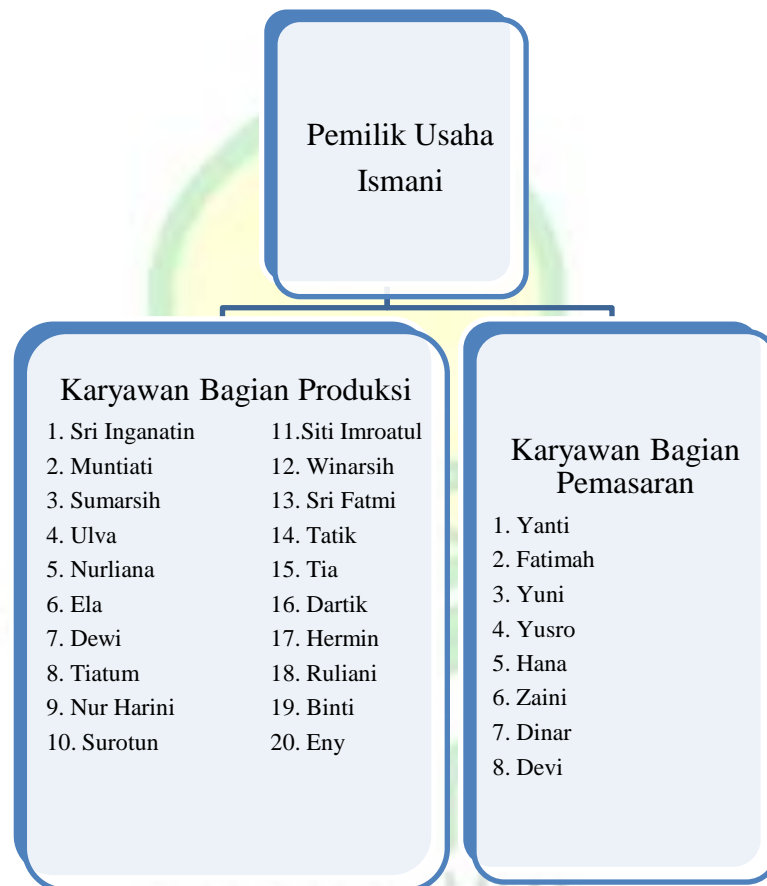 Pemilik Usaha
Ismani
Karyawan Bagian Produksi
1. Sri Inganatin
2. Muntiati
3. Sumarsih
4. Ulva
5. Nurliana
6. Ela
7. Dewi
8. Tiatum
9. Nur Harini
10. Surotun
11.Siti Imroatul
12. Winarsih
13. Sri Fatmi
14. Tatik
15. Tia
16. Dartik
17. Hermin
18. Ruliani
19. Binti
20. Eny
Karyawan Bagian
Pemasaran
1. Yanti
2. Fatimah
3. Yuni
4. Yusro
5. Hana
6. Zaini
7. Dinar
8. Devi